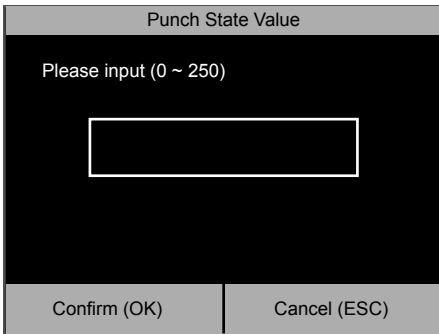 Punch State Value
Please input (0 ~ 250)
Confirm (OK)
Cancel (ESC)